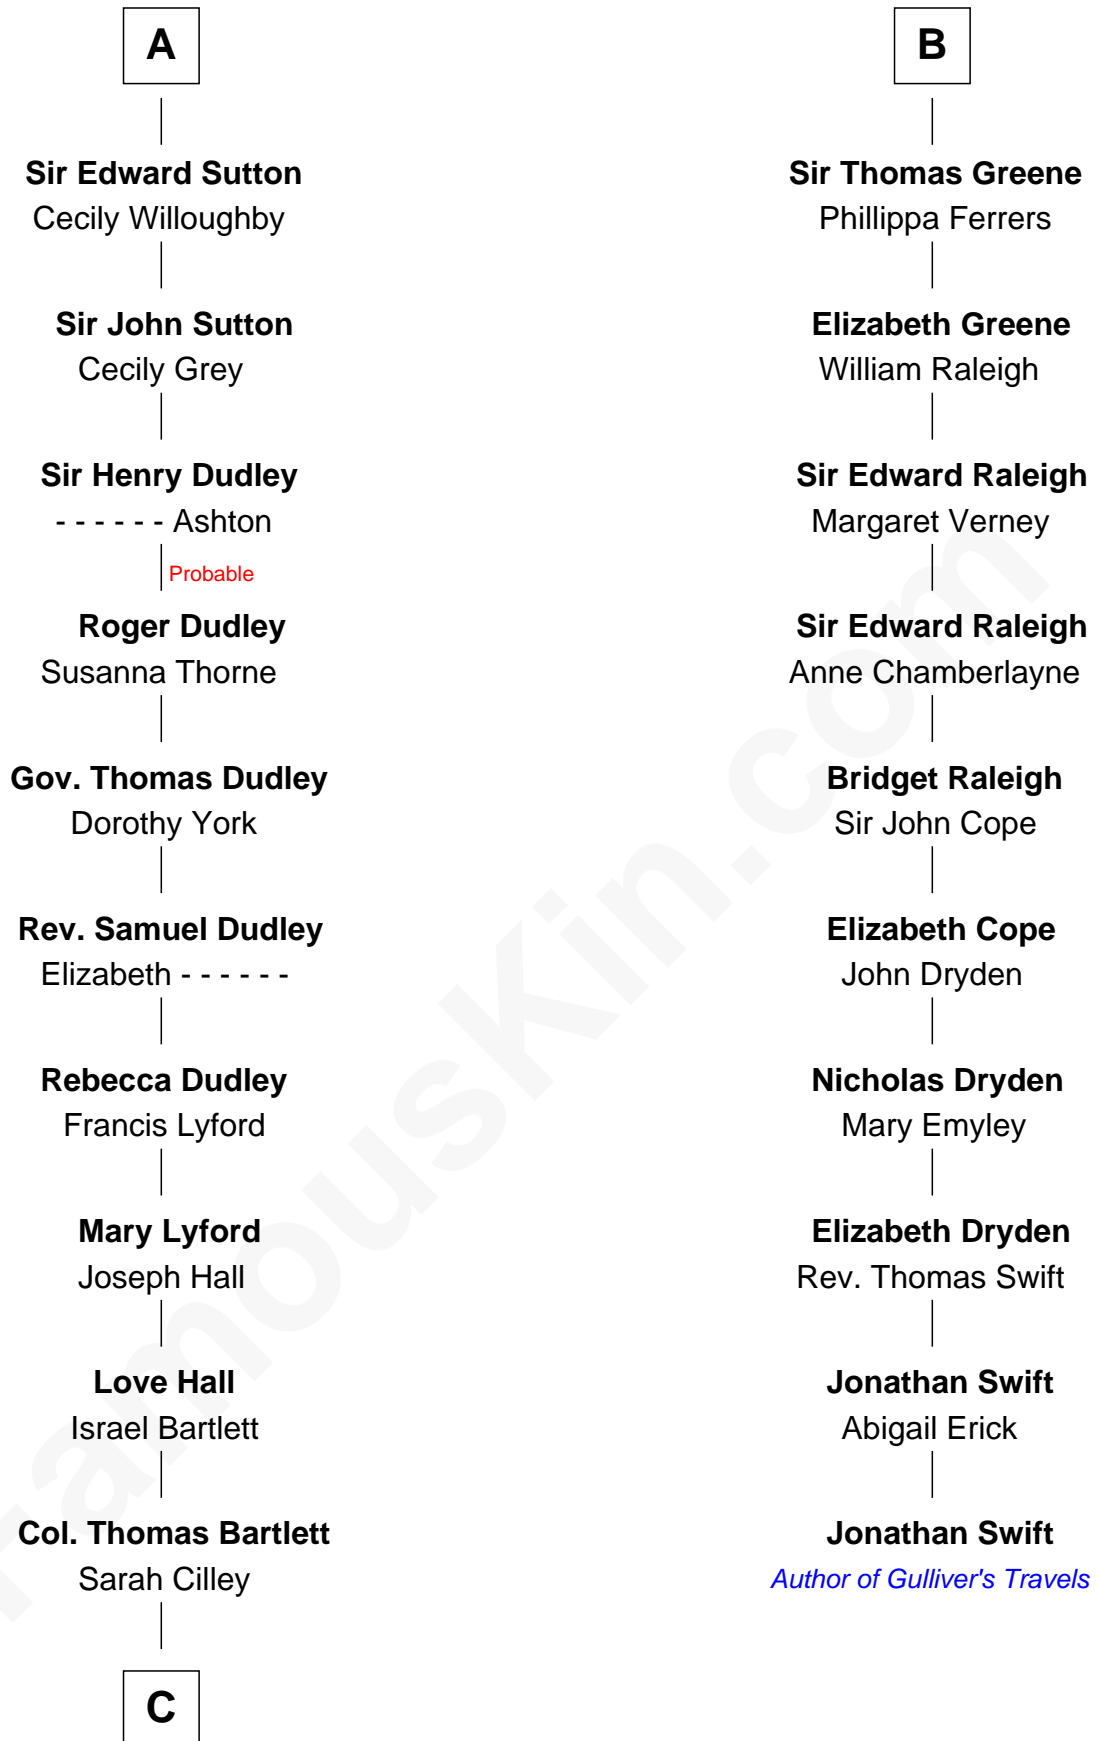 A
Sir Edward Sutton
Cecily Willoughby
Sir John Sutton
Cecily Grey
Sir Henry Dudley
- - - - - - Ashton
Probable
Roger Dudley
Susanna Thorne
Gov. Thomas Dudley
Dorothy York
Rev. Samuel Dudley
Elizabeth - - - - - -
Rebecca Dudley
Francis Lyford
Mary Lyford
Joseph Hall
Love Hall
Israel Bartlett
Col. Thomas Bartlett
Sarah Cilley
C
B
Sir Thomas Greene
Phillippa Ferrers
Elizabeth Greene
William Raleigh
Sir Edward Raleigh
Margaret Verney
Sir Edward Raleigh
Anne Chamberlayne
Bridget Raleigh
Sir John Cope
Elizabeth Cope
John Dryden
Nicholas Dryden
Mary Emyley
Elizabeth Dryden
Rev. Thomas Swift
Jonathan Swift
Abigail Erick
Jonathan Swift
Author of Gulliver's Travels
FamousKin.com